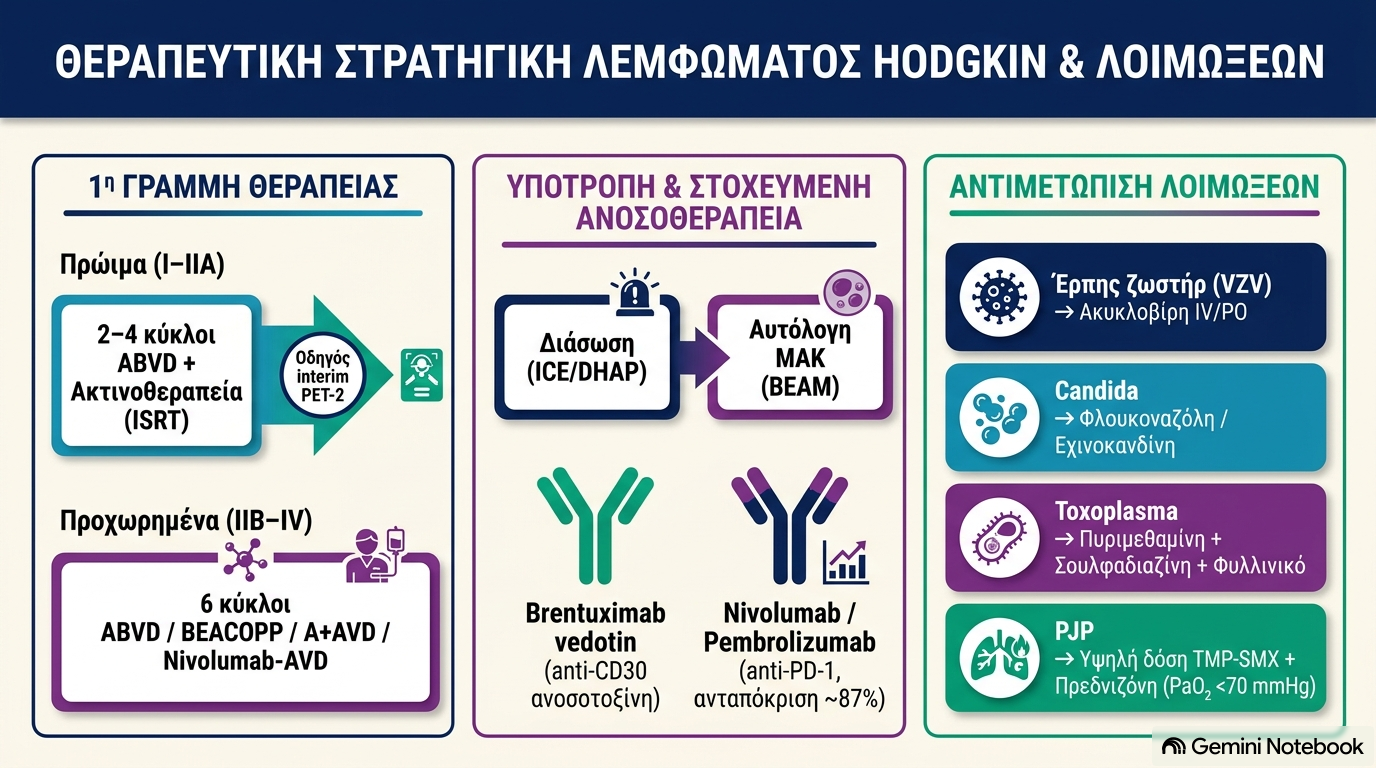 ΘΕΡΑΠΕΥΤΙΚΗ ΣΤΡΑΤΗΓΙΚΗ ΛΕΜΦΩΜΑΤΟΣ HODGKIN & ΛΟΙΜΩΞΕΩΝ
1η ΓΡΑΜΜΗ ΘΕΡΑΠΕΙΑΣ
Πρώιμα (I–IIA)
2–4 κύκλοι
ABVD +
Ακτινοθεραπεία
(ISRT)
Οδηγός
interim
PET-2
Προχωρημένα (IIB–IV)
6 κύκλοι
ABVD / BEACOPP / A+AVD /
Nivolumab-AVD
ΥΠΟΤΡΟΠΗ & ΣΤΟΧΕΥΜΕΝΗ
ΑΝΟΣΟΘΕΡΑΠΕΙΑ
Διάσωση
(ICE/DHAP)
Αυτόλογη
ΜΑΚ
(BEAM)
Brentuximab
vedotin
(anti-CD30
ανοσοτοξίνη)
Nivolumab /
Pembrolizumab
(anti-PD-1,
ανταπόκριση ~87%)
ΑΝΤΙΜΕΤΩΠΙΣΗ ΛΟΙΜΩΞΕΩΝ
Έρπης ζωστήρ (VZV)
→ Ακυκλοβίρη IV/PO
Candida
→ Φλουκοναζόλη /
Εχινοκανδίνη
Toxoplasma
→ Πυριμεθαμίνη +
Σουλφαδιαζίνη + Φυλλινικό
PJP
→ Υψηλή δόση TMP-SMX +
Πρεδνιζόνη (PaO₂ <70 mmHg)
Gemini Notebook